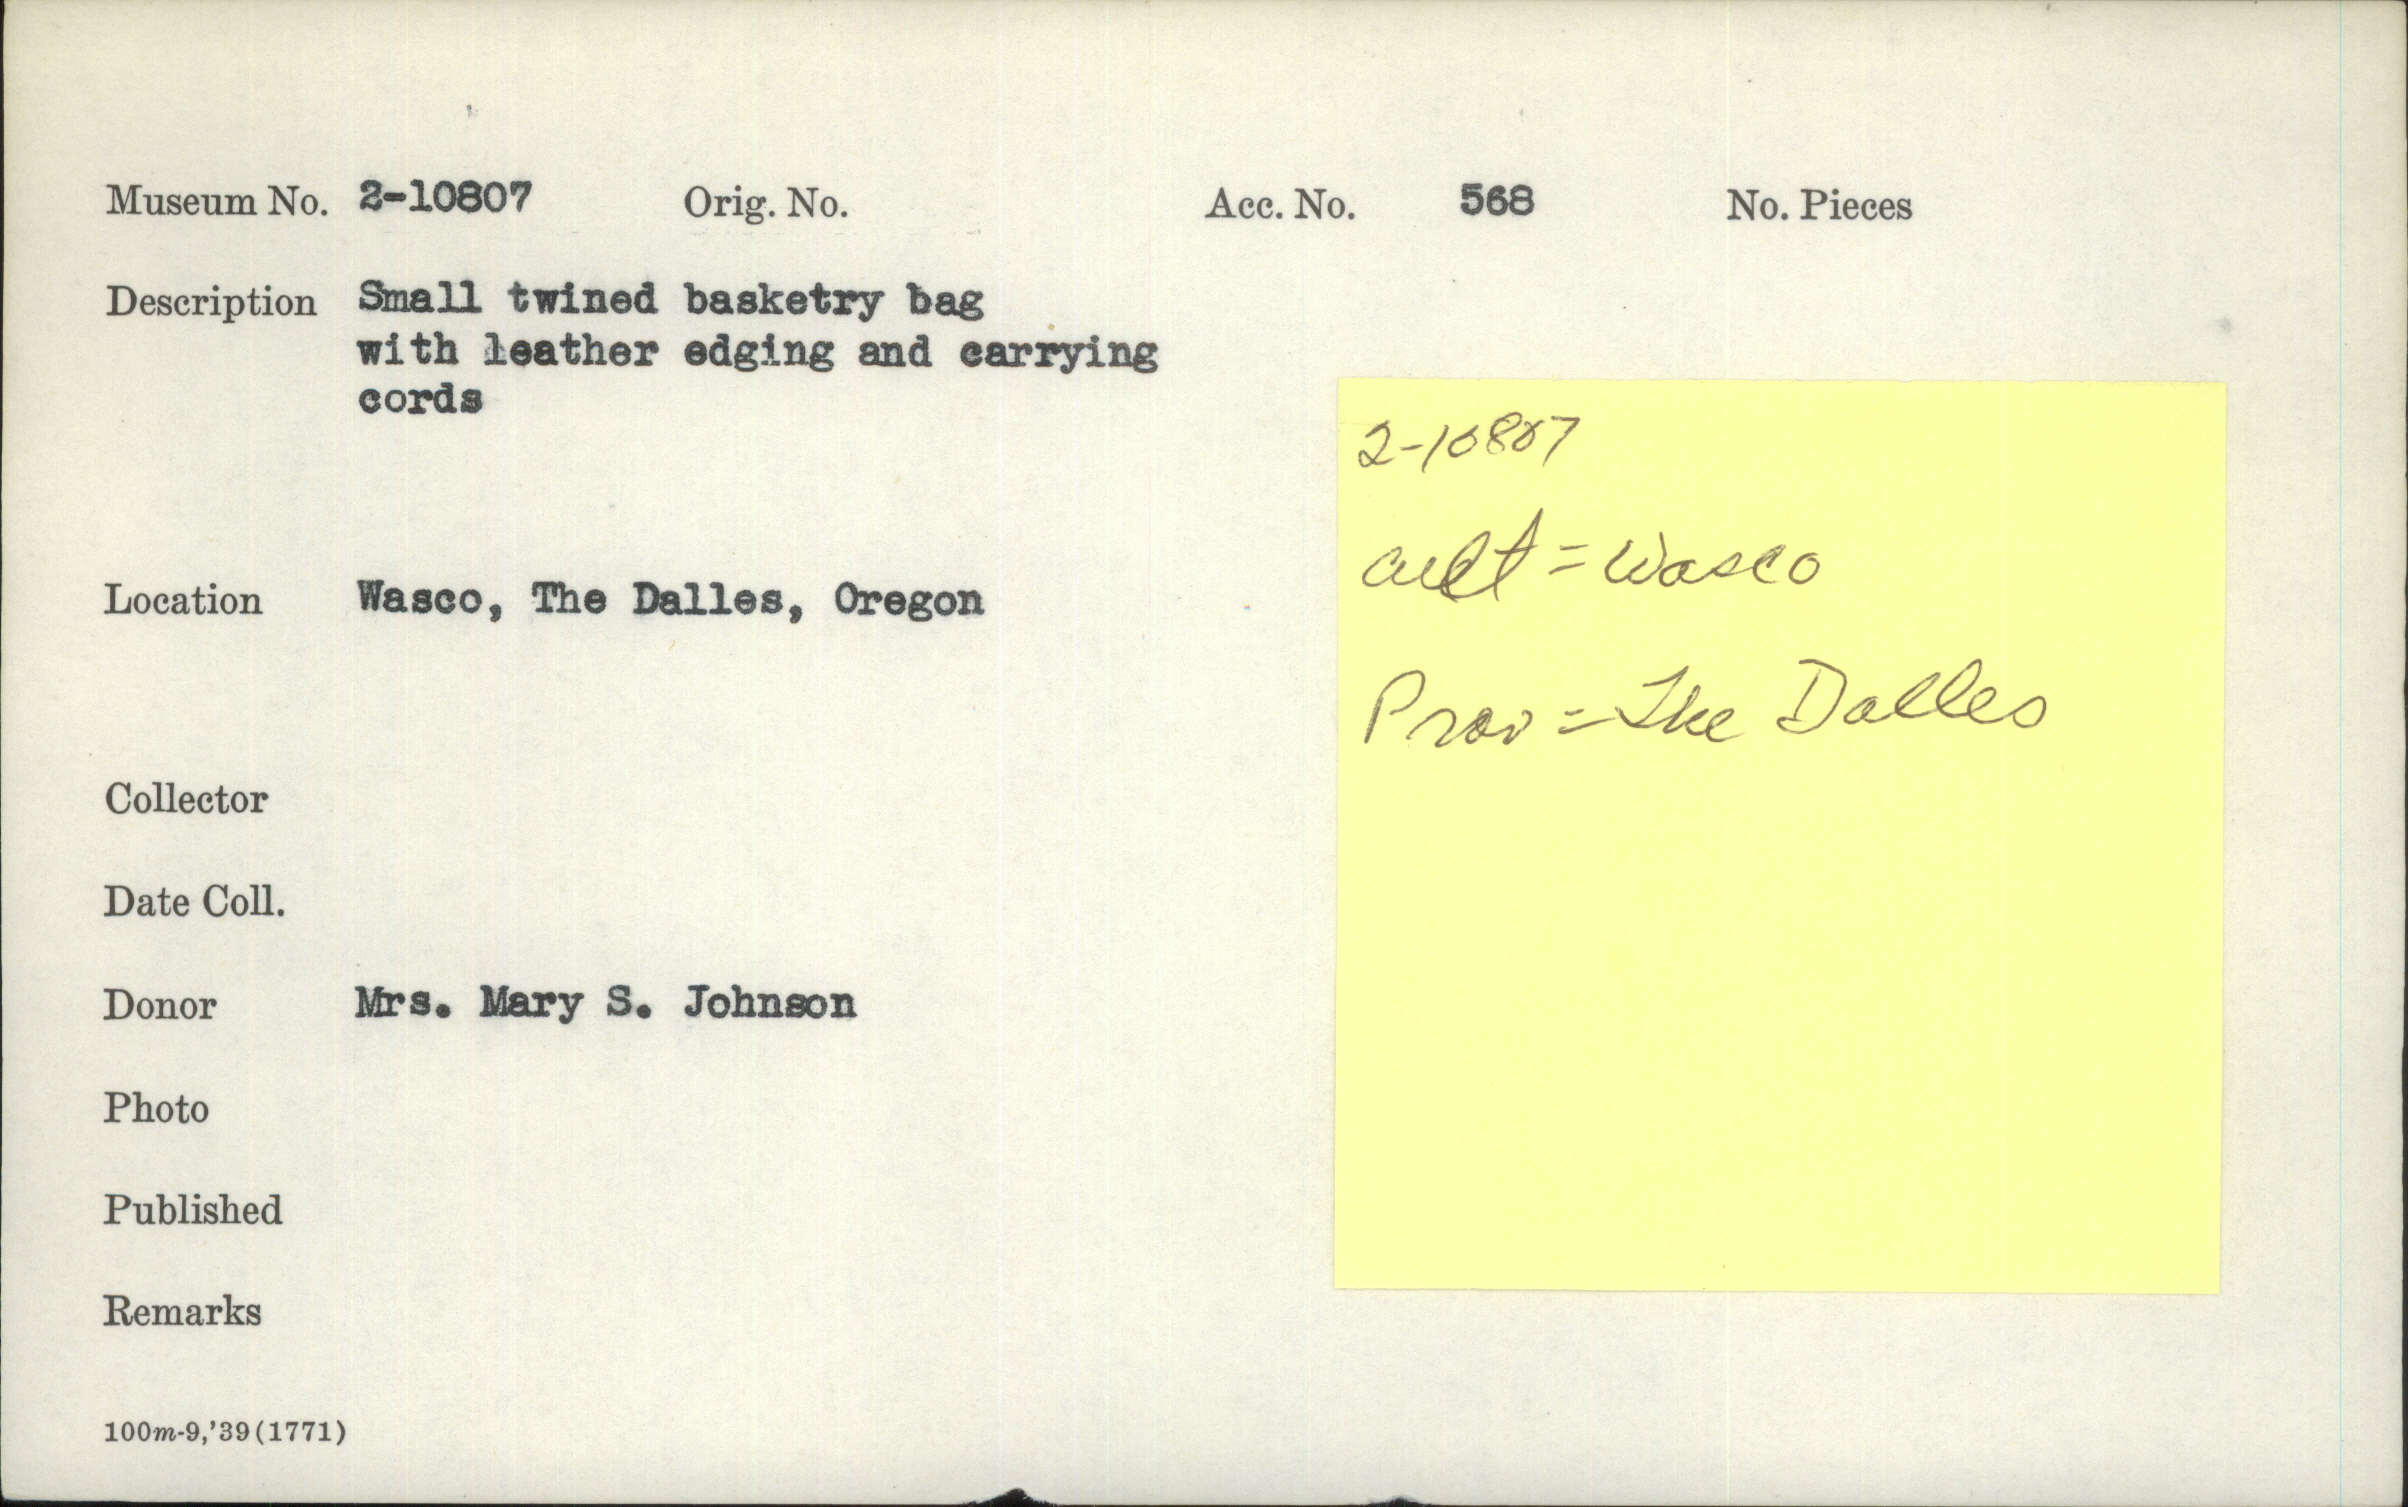 Museum No. 2-10807 Orig. No. Acc. No. 568 No. Pieces
Description Small twined basketry bag
with leather edging and carrying
cords
2-10807
cult = Wasco
Prov = The Dalles
Location Wasco, The Dalles, Oregon
Collector
Date Coll.
Donor Mrs. Mary S. Johnson
Photo
Published
Remarks
100m-9,'39(1771)